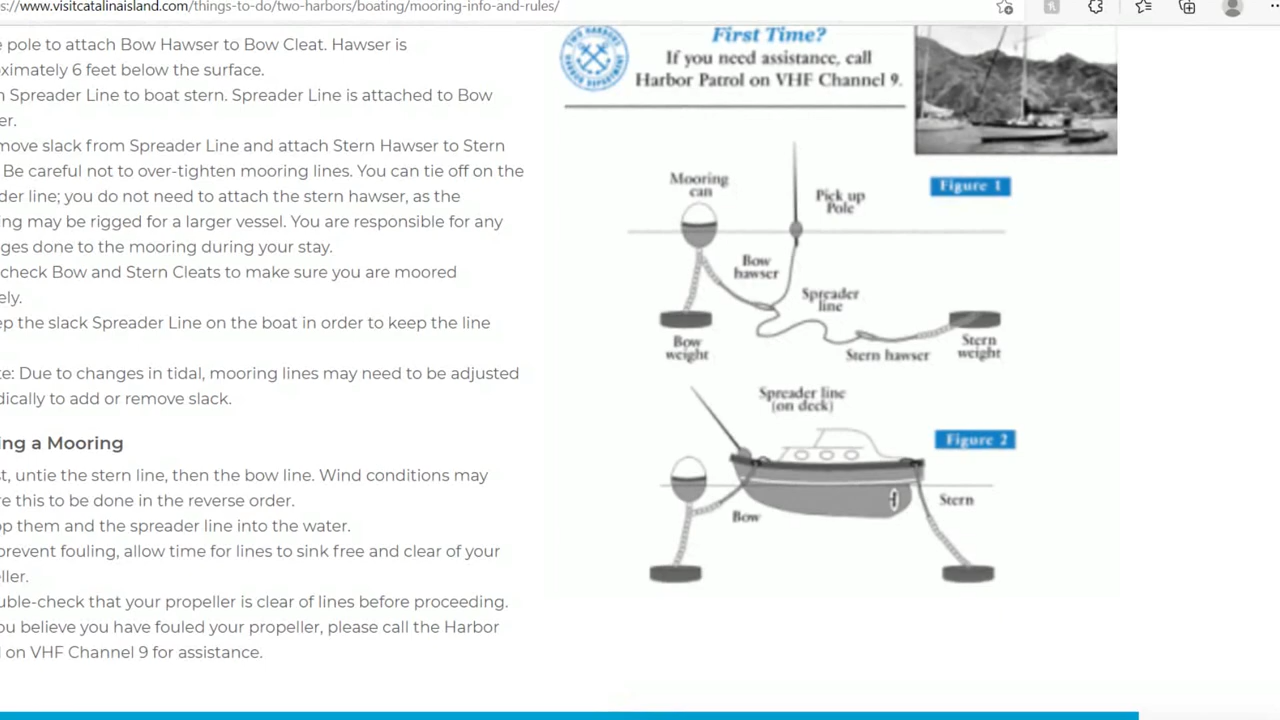 s://www.visitcatalinaisland.com/things-to-do/two-harbors/boating/mooring-info-and-rules/
e pole to attach Bow Hawser to Bow Cleat. Hawser is
ximately 6 feet below the surface.
h Spreader Line to boat stern. Spreader Line is attached to Bow
er.
move slack from Spreader Line and attach Stern Hawser to Stern
Be careful not to over-tighten mooring lines. You can tie off on the
der line; you do not need to attach the stern hawser, as the
ing may be rigged for a larger vessel. You are responsible for any
ges done to the mooring during your stay.
check Bow and Stern Cleats to make sure you are moored
ely.
ep the slack Spreader Line on the boat in order to keep the line
te: Due to changes in tidal, mooring lines may need to be adjusted
dically to add or remove slack.
ing a Mooring
st, untie the stern line, then the bow line. Wind conditions may
re this to be done in the reverse order.
op them and the spreader line into the water.
prevent fouling, allow time for lines to sink free and clear of your
eller.
uble-check that your propeller is clear of lines before proceeding.
ou believe you have fouled your propeller, please call the Harbor
l on VHF Channel 9 for assistance.
TWO HARBORS
HARBOR DEPARTMENT
First Time?
If you need assistance, call
Harbor Patrol on VHF Channel 9.
Figure 1
Mooring
can
Pick up
Pole
Bow
hawser
Spreader
line
Bow
weight
Stern hawser
Stern
weight
Spreader line
(on deck)
Figure 2
Bow
Stern